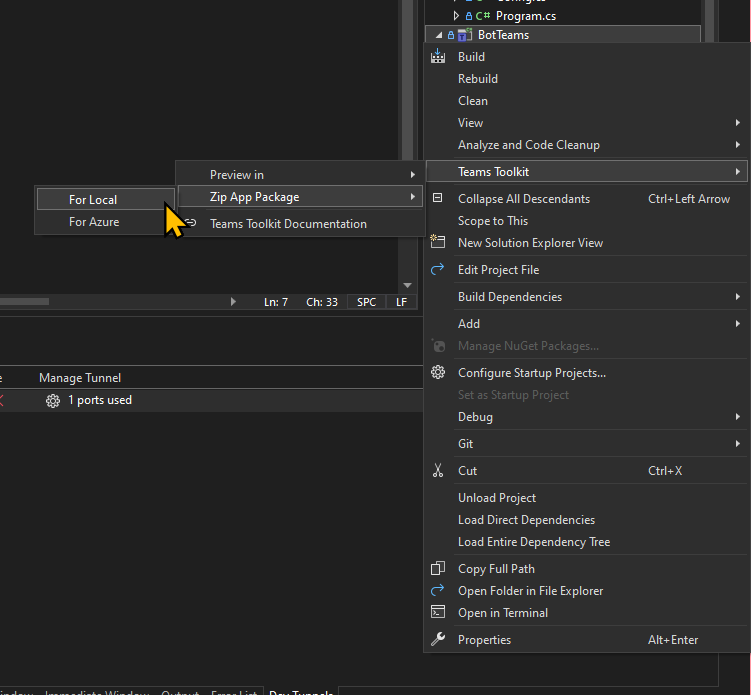 Program.cs
BotTeams
Build
Rebuild
Clean
View
Analyze and Code Cleanup
Teams Toolkit
Preview in
Zip App Package
Teams Toolkit Documentation
For Local
For Azure
Collapse All Descendants Ctrl+Left Arrow
Scope to This
New Solution Explorer View
Edit Project File
Build Dependencies
Add
Manage NuGet Packages...
Configure Startup Projects...
Set as Startup Project
Debug
Git
Cut Ctrl+X
Unload Project
Load Direct Dependencies
Load Entire Dependency Tree
Copy Full Path
Open Folder in File Explorer
Open in Terminal
Properties Alt+Enter
Ln: 7 Ch: 33 SPC LF
Manage Tunnel
1 ports used
Immediate Window Output Error List Dev Tunnels